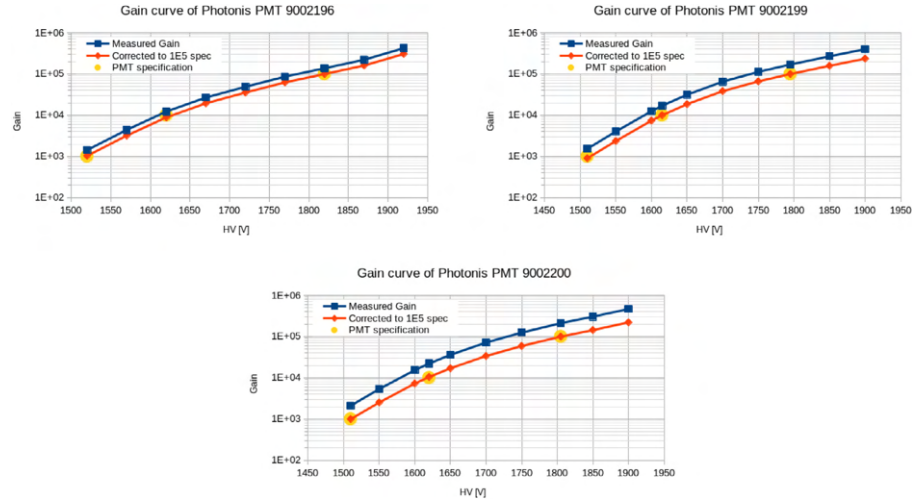 Gain curve of Photonis PMT 9002196
1E+06
1E+05
1E+04
1E+03
1E+02
Gain
Measured Gain
Corrected to 1E5 spec
PMT specification
1500 1550 1600 1650 1700 1750 1800 1850 1900 1950
HV [V]
Gain curve of Photonis PMT 9002199
1E+06
1E+05
1E+04
1E+03
1E+02
Gain
Measured Gain
Corrected to 1E5 spec
PMT specification
1450 1500 1550 1600 1650 1700 1750 1800 1850 1900 1950
HV [V]
Gain curve of Photonis PMT 9002200
1E+06
1E+05
1E+04
1E+03
1E+02
Gain
Measured Gain
Corrected to 1E5 spec
PMT specification
1450 1500 1550 1600 1650 1700 1750 1800 1850 1900 1950
HV [V]